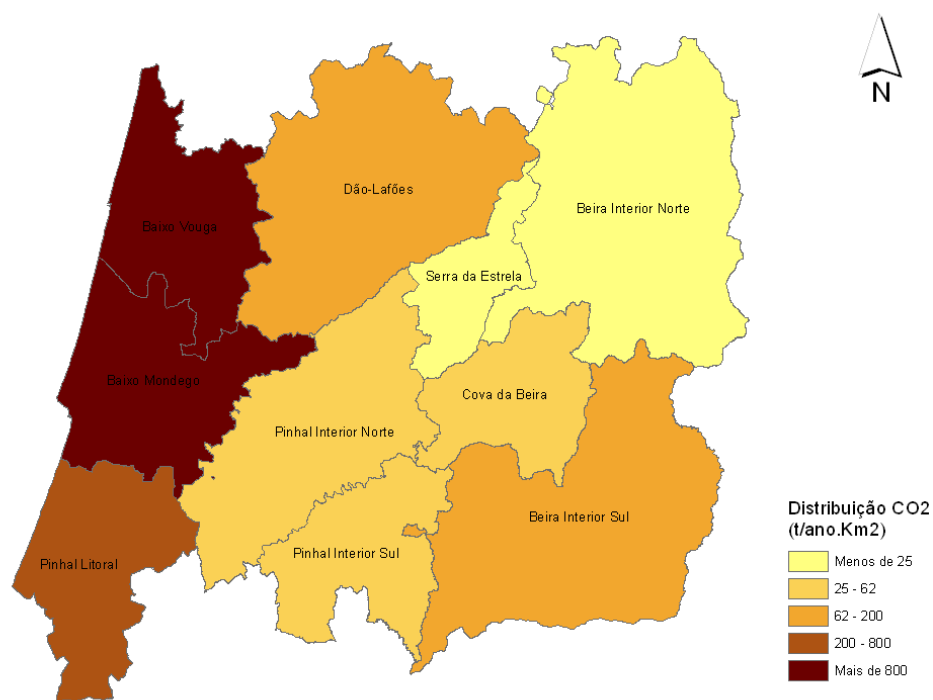 N
Dão-Lafões
Beira Interior Norte
Baixo Vouga
Serra da Estrela
Baixo Mondego
Cova da Beira
Pinhal Interior Norte
Beira Interior Sul
Pinhal Interior Sul
Pinhal Litoral
Distribuição CO2
(t/ano.Km2)
Menos de 25
25 - 62
62 - 200
200 - 800
Mais de 800